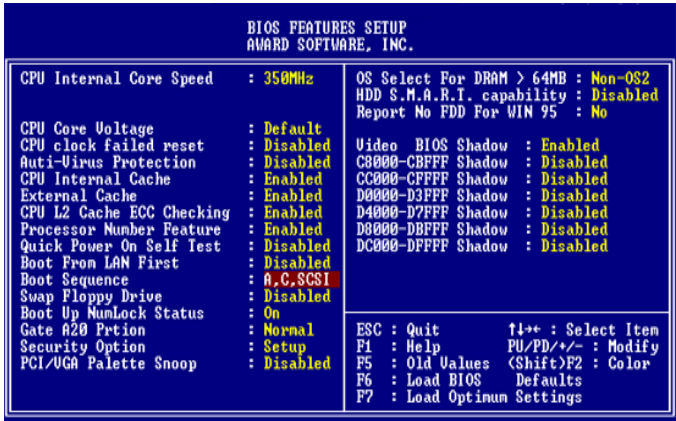 BIOS FEATURES SETUP
AWARD SOFTWARE, INC.
CPU Internal Core Speed : 350MHz
CPU Core Voltage : Default
CPU clock failed reset : Disabled
Auti-Virus Protection : Disabled
CPU Internal Cache : Enabled
External Cache : Enabled
CPU L2 Cache ECC Checking : Enabled
Processor Number Feature : Enabled
Quick Power On Self Test : Disabled
Boot From LAN First : Disabled
Boot Sequence : A,C,SCSI
Swap Floppy Drive : Disabled
Boot Up NumLock Status : On
Gate A20 Prtion : Normal
Security Option : Setup
PCI/VGA Palette Snoop : Disabled
OS Select For DRAM > 64MB : Non-OS2
HDD S.M.A.R.T. capability : Disabled
Report No FDD For WIN 95 : No
Video BIOS Shadow : Enabled
C8000-CBFFF Shadow : Disabled
CC000-CFFFF Shadow : Disabled
D0000-D3FFF Shadow : Disabled
D4000-D7FFF Shadow : Disabled
D8000-DBFFF Shadow : Disabled
DC000-DFFFF Shadow : Disabled
ESC : Quit ↑↓→← : Select Item
F1 : Help PU/PD/+/- : Modify
F5 : Old Values (Shift)F2 : Color
F6 : Load BIOS Defaults
F7 : Load Optimum Settings